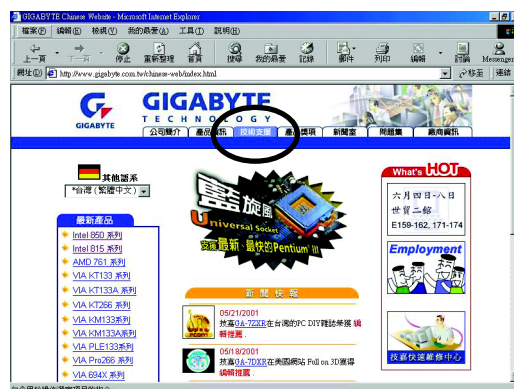 GIGABYTE Chinese Website - Microsoft Internet Explorer
檔案(F) 編輯(E) 檢視(V) 我的最愛(A) 工具(T) 說明(H)
上一頁 停止 重新整理 首頁 搜尋 我的最愛 記錄 郵件 列印 編輯 討論 Messenger
網址(D) http://www.gigabyte.com.tw/chinese-web/index.html 移至 連結
GIGABYTE
GIGABYTE
TECHNOLOGY
公司簡介 產品資訊 技術支援 產品獎項 新聞室 問題集 廠商資訊
其他語系
*台灣(繁體中文)
最新產品
Intel 850 系列
Intel 815 系列
AMD 761 系列
VIA KT133 系列
VIA KT133A 系列
VIA KT266 系列
VIA KM133系列
VIA KM133A系列
VIA PLE133系列
VIA Pro266 系列
VIA 694X 系列
藍旋風
Universal Socket
支援最新、最快的Pentium III
新聞快報
05/21/2001
技嘉GA-7ZXR在台灣的PC DIY雜誌榮獲 編
輯推薦.
05/18/2001
技嘉GA-7DXR在美國網站 Full on 3D獲得
編輯推薦.
What's HOT
六月四日~八日
世貿二館
E159-162, 171-174
Employment
技嘉快速維修中心